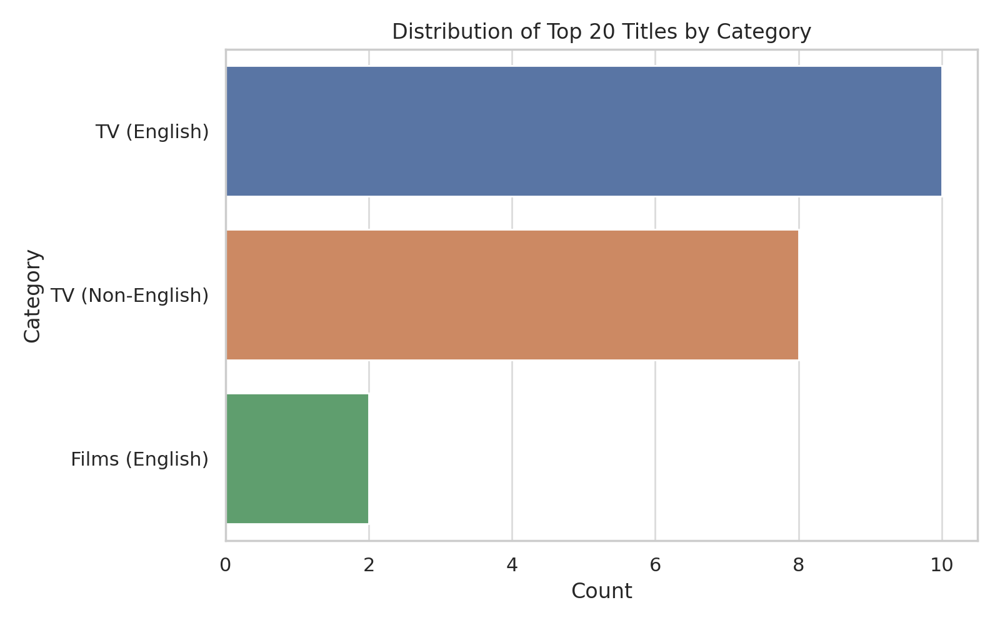 Distribution of Top 20 Titles by Category
TV (English)
TV (Non-English)
Films (English)
Category
0 2 4 6 8 10
Count